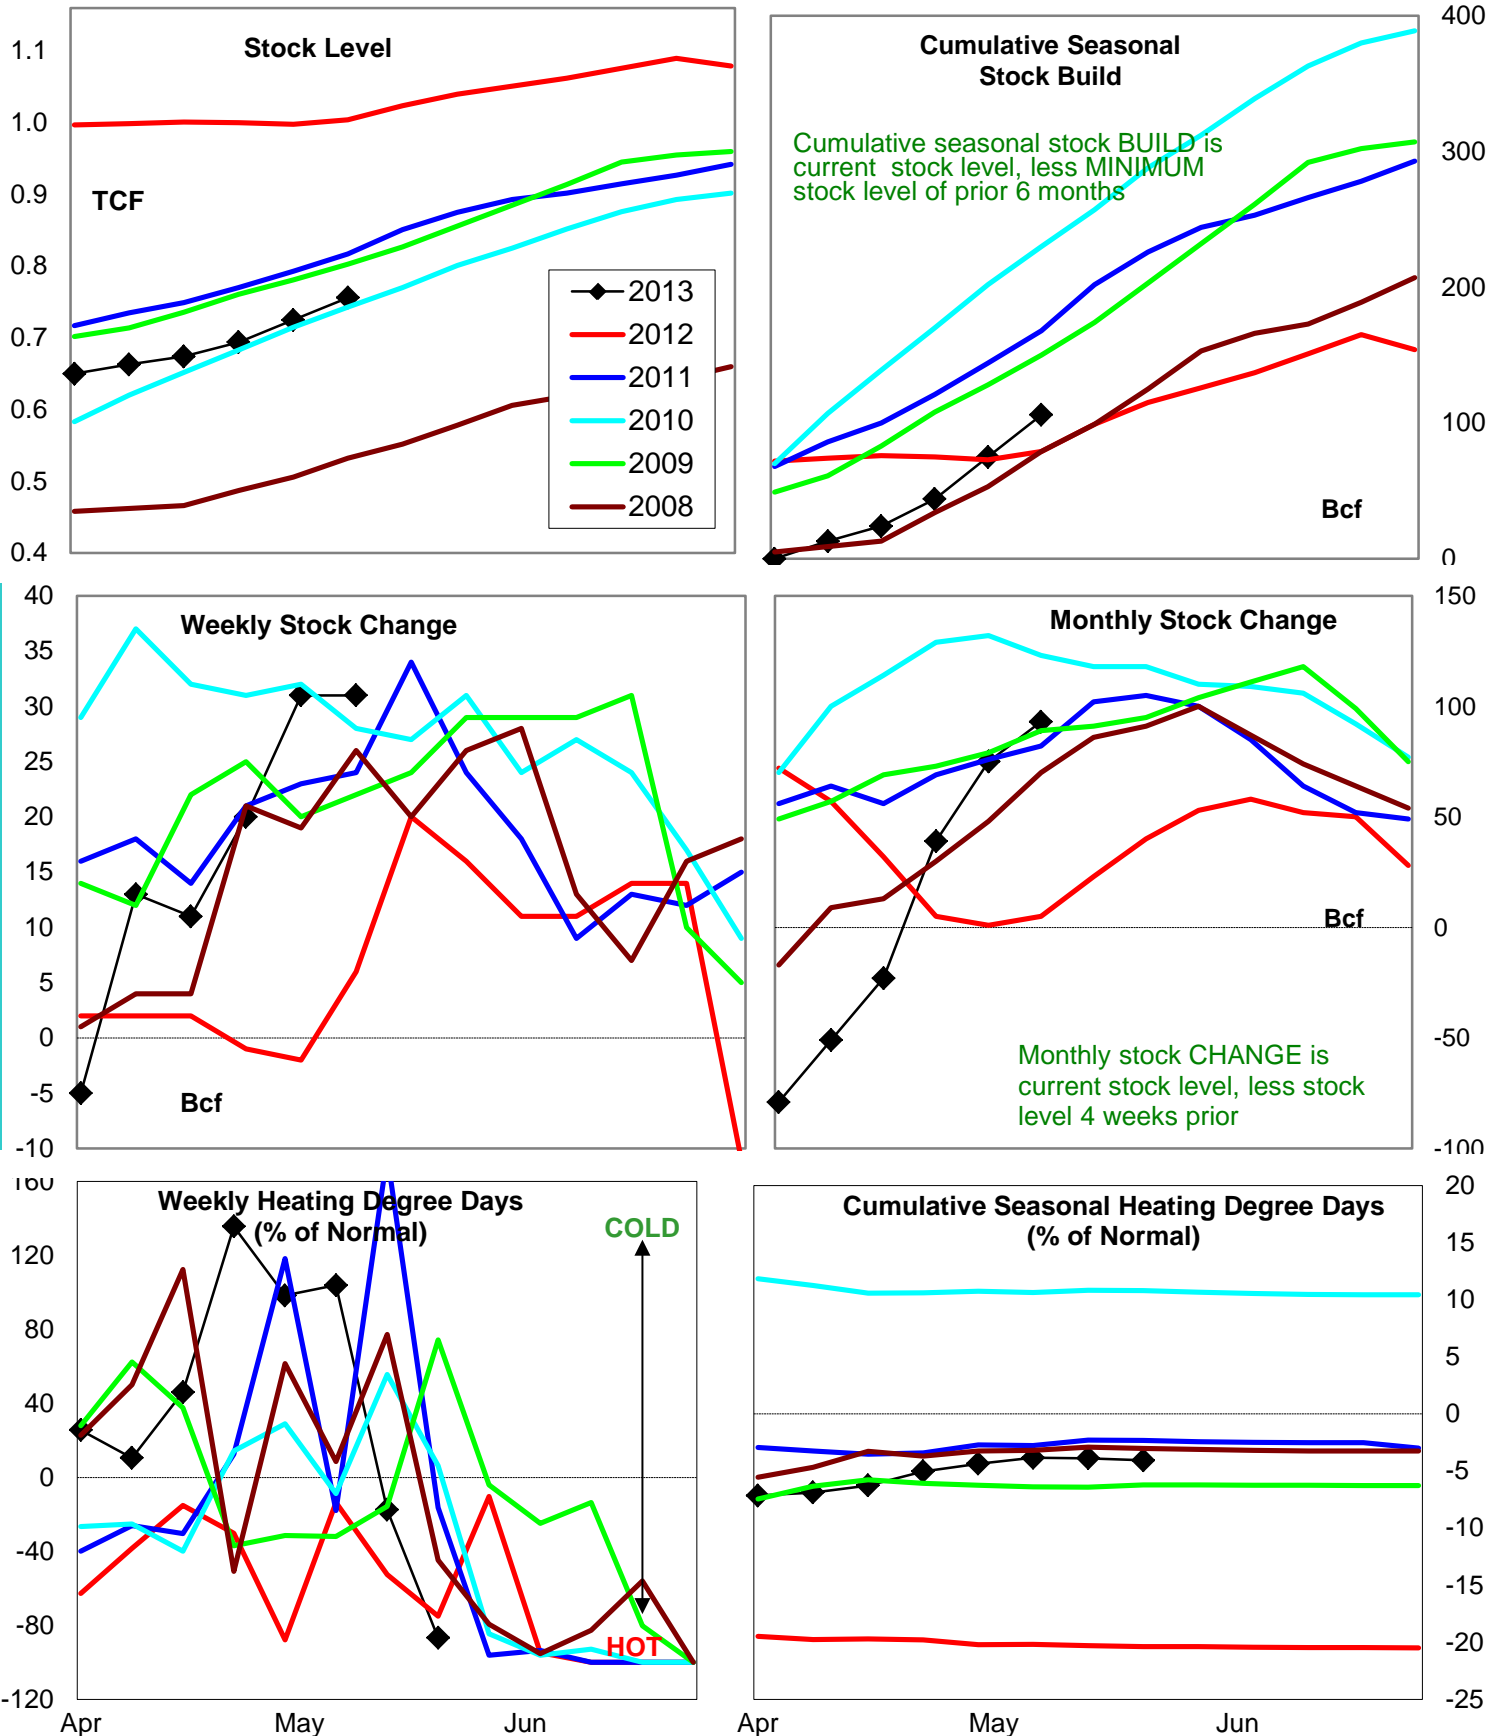 Stock Level
TCF
1.1
1.0
0.9
0.8
0.7
0.6
0.5
0.4
2013
2012
2011
2010
2009
2008
Cumulative Seasonal
Stock Build
Cumulative seasonal stock BUILD is
current stock level, less MINIMUM
stock level of prior 6 months
Bcf
400
300
200
100
0
Weekly Stock Change
Bcf
40
35
30
25
20
15
10
5
0
-5
-10
Monthly Stock Change
Bcf
Monthly stock CHANGE is
current stock level, less stock
level 4 weeks prior
150
100
50
0
-50
-100
Weekly Heating Degree Days
(% of Normal)
COLD
HOT
160
120
80
40
0
-40
-80
-120
Apr
May
Jun
Cumulative Seasonal Heating Degree Days
(% of Normal)
20
15
10
5
0
-5
-10
-15
-20
-25
Apr
May
Jun